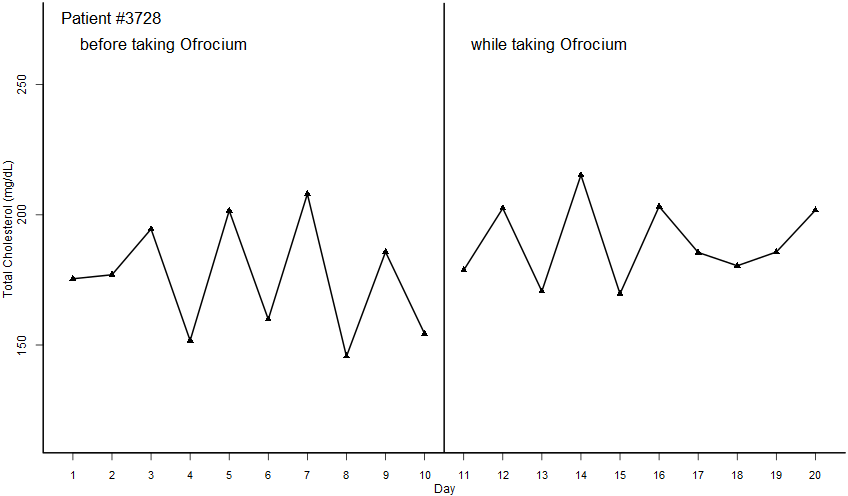 Patient #3728
before taking Ofrocium
while taking Ofrocium
250
200
150
Total Cholesterol (mg/dL)
1 2 3 4 5 6 7 8 9 10 11 12 13 14 15 16 17 18 19 20
Day